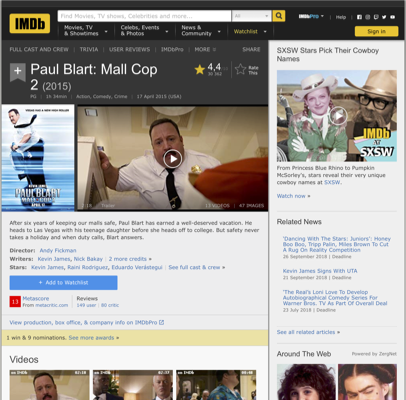 IMDb
Find Movies, TV shows, Celebrities and more...
All
IMDbPro
Help
Movies, TV
& Showtimes
Celebs, Events
& Photos
News &
Community
Watchlist
Sign in
FULL CAST AND CREW | TRIVIA | USER REVIEWS | IMDbPro | MORE
SHARE
Paul Blart: Mall Cop
2 (2015)
4,4
Rate
This
PG | 1h 34min | Action, Comedy, Crime | 17 April 2015 (USA)
PAUL BLART
MALL COP
2
Trailer
13 VIDEOS | 47 IMAGES
After six years of keeping our malls safe, Paul Blart has earned a well-deserved vacation. He
heads to Las Vegas with his teenage daughter before she heads off to college. But safety never
takes a holiday and when duty calls, Blart answers.
Director: Andy Fickman
Writers: Kevin James, Nick Bakay | 2 more credits »
Stars: Kevin James, Raini Rodriguez, Eduardo Verástegui | See full cast & crew »
+ Add to Watchlist
13
Metascore
From metacritic.com
Reviews
149 user | 80 critic
View production, box office, & company info on IMDbPro
1 win & 9 nominations. See more awards »
Videos
SXSW Stars Pick Their Cowboy
Names
IMDb
AT
SXSW
From Princess Blue Rhino to Pumpkin
McSorley's, stars reveal their very unique
cowboy names at SXSW.
Watch now »
Related News
'Dancing With The Stars: Juniors': Honey
Boo Boo, Tripp Palin, Miles Brown To Cut
A Rug On Reality Competition
26 September 2018 | Deadline
Kevin James Signs With UTA
21 September 2018 | Deadline
'The Real's Loni Love To Develop
Autobiographical Comedy Series For
Warner Bros. TV As Part Of Overall Deal
23 July 2018 | Deadline
See all related articles »
Around The Web
Powered by ZergNet